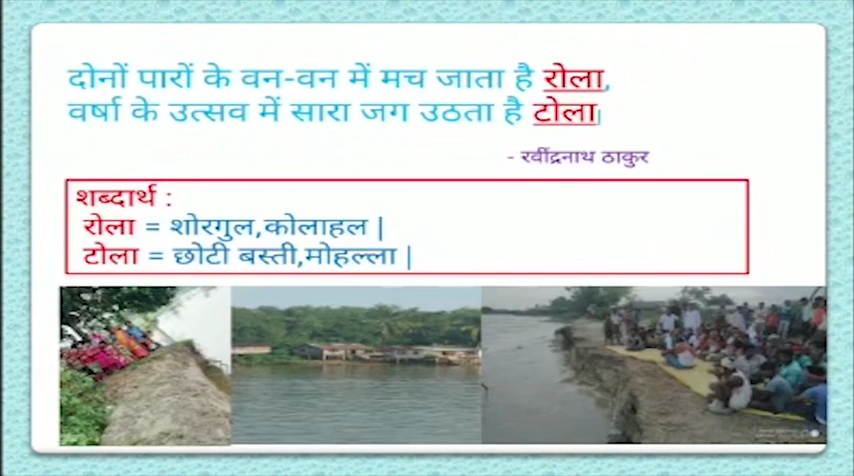 दोनों पारों के वन-वन में मच जाता है रोला,
वर्षा के उत्सव में सारा जग उठता है टोला|
- रवींद्रनाथ ठाकुर
शब्दार्थ :
रोला = शोरगुल,कोलाहल |
टोला = छोटी बस्ती,मोहल्ला |